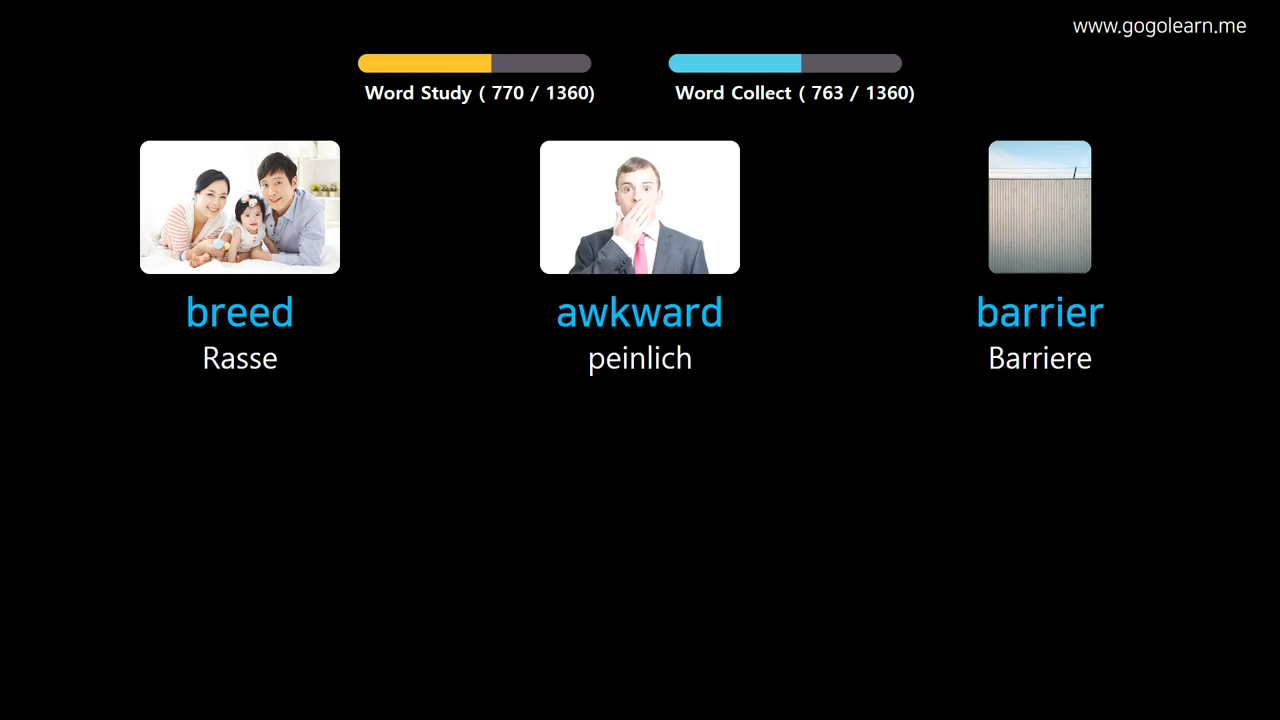 www.gogolearn.me
Word Study ( 770 / 1360)
Word Collect ( 763 / 1360)
breed
awkward
barrier
Rasse
peinlich
Barriere